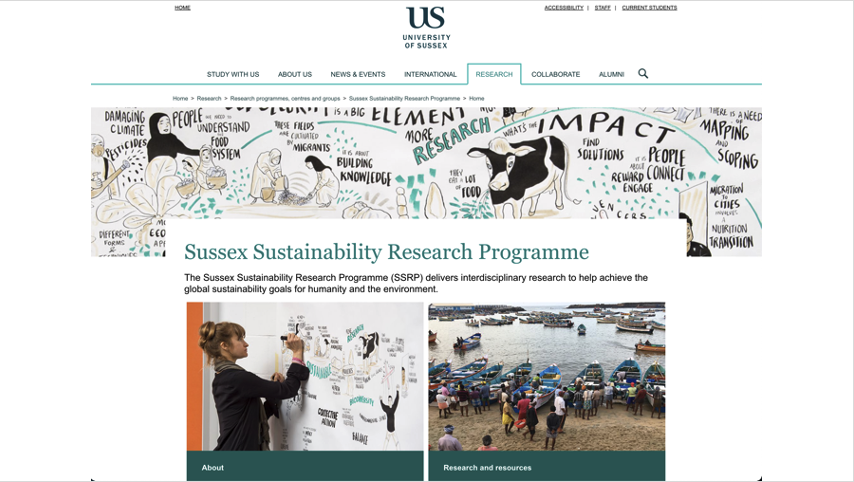 HOME
ACCESSIBILITY | STAFF | CURRENT STUDENTS
US
UNIVERSITY
OF SUSSEX
STUDY WITH US
ABOUT US
NEWS & EVENTS
INTERNATIONAL
RESEARCH
COLLABORATE
ALUMNI
Home > Research > Research programmes, centres and groups > Sussex Sustainability Research Programme > Home
DAMAGING
CLIMATE
PESTICIDES
PEOPLE
NEED TO
UNDERSTAND
FOOD
SYSTEM
IS A BIG ELEMENT
THESE FIELDS
ARE CULTIVATED
BY
MIGRANTS
IT IS ABOUT
BUILDING
KNOWLEDGE
MORE
RESEARCH
THEY
EAT A LOT
OF
FOOD
WHAT'S THE
IMPACT
FIND
SOLUTIONS
IT IS
ABOUT
PEOPLE
REWARD CONNECT
ENGAGE
THERE IS A NEED
MAPPING
AND
SCOPING
MIGRATION
TO
CITIES
INVOLVES
A
NUTRITION
TRANSITION
DIFFERENT
FORMS
Sussex Sustainability Research Programme
The Sussex Sustainability Research Programme (SSRP) delivers interdisciplinary research to help achieve the
global sustainability goals for humanity and the environment.
COLLECTIVE
ACTION
BALANCE
About
Research and resources